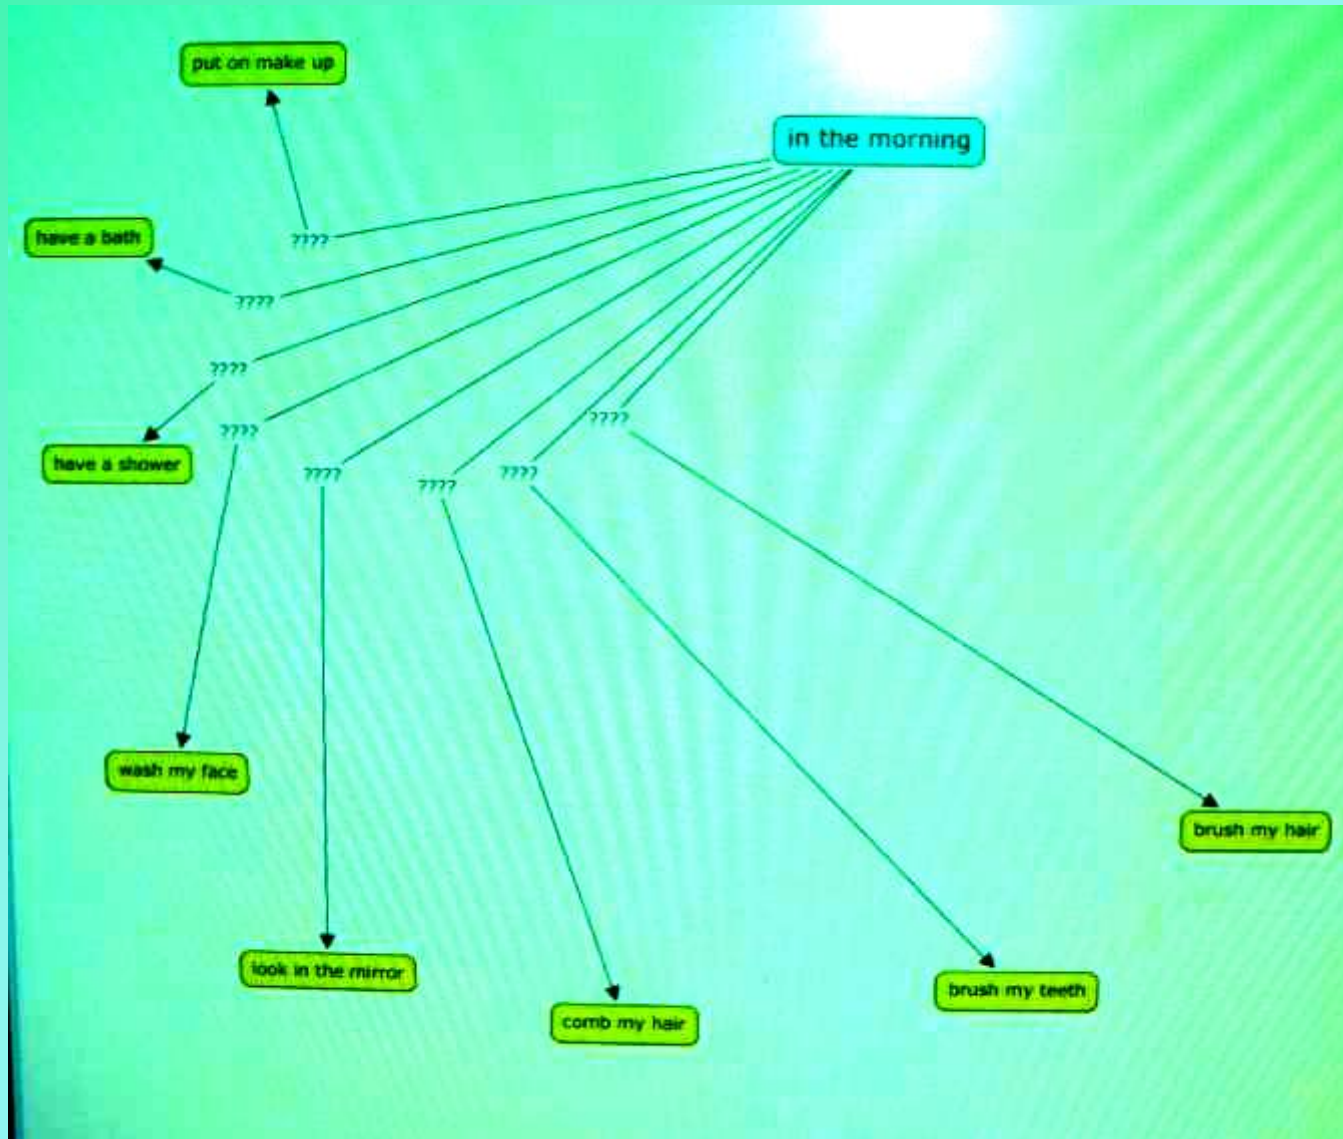 put on make up
in the morning
have a bath
????
????
????
have a shower
????
????
????
????
????
wash my face
brush my hair
look in the mirror
brush my teeth
comb my hair